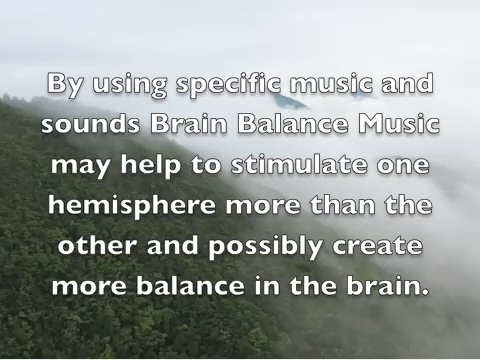 By using specific music and
sounds Brain Balance Music
may help to stimulate one
hemisphere more than the
other and possibly create
more balance in the brain.